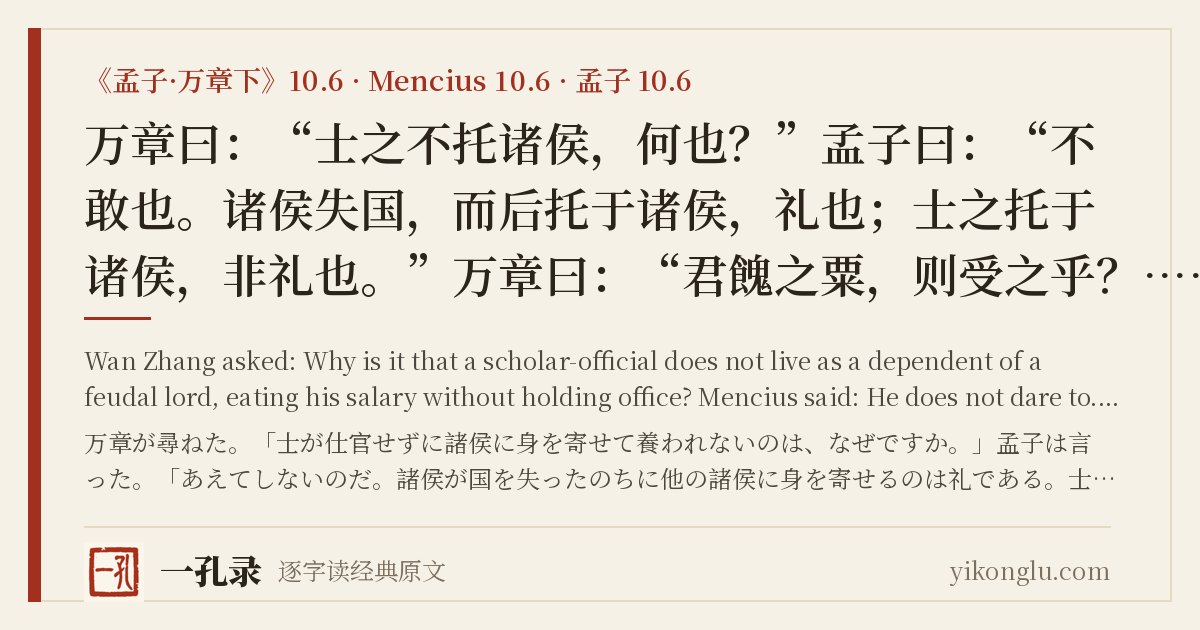 《孟子·万章下》10.6 · Mencius 10.6 · 孟子 10.6
万章曰：“士之不托诸侯，何也？”孟子曰：“不
敢也。诸侯失国，而后托于诸侯，礼也；士之托于
诸侯，非礼也。”万章曰：“君餽之粟，则受之乎？……
Wan Zhang asked: Why is it that a scholar-official does not live as a dependent of a
feudal lord, eating his salary without holding office? Mencius said: He does not dare to....
万章が尋ねた。「士が仕官せずに諸侯に身を寄せて養われないのは、なぜですか。」孟子は言
った。「あえてしないのだ。諸侯が国を失ったのちに他の諸侯に身を寄せるのは礼である。士…
一孔
一孔录 逐字读经典原文
yikonglu.com